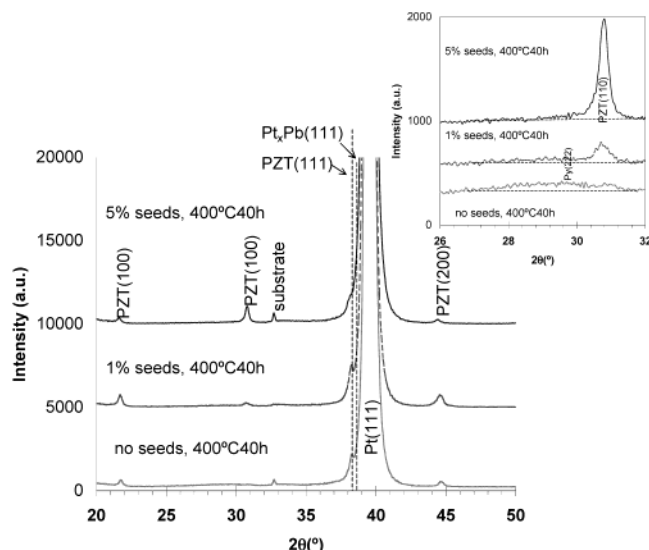 2000
1000
0
Intensity (a.u.)
5% seeds, 400ºC40h
PZT(110)
1% seeds, 400ºC40h
Py(222)
no seeds, 400ºC40h
26 28 30 32
2θ(º)
20000
15000
10000
5000
0
Intensity (a.u.)
PtxPb(111)
PZT(111)
5% seeds, 400ºC40h
PZT(100)
PZT(100)
substrate
PZT(200)
1% seeds, 400ºC40h
Pt(111)
no seeds, 400ºC40h
20 25 30 35 40 45 50
2θ(º)